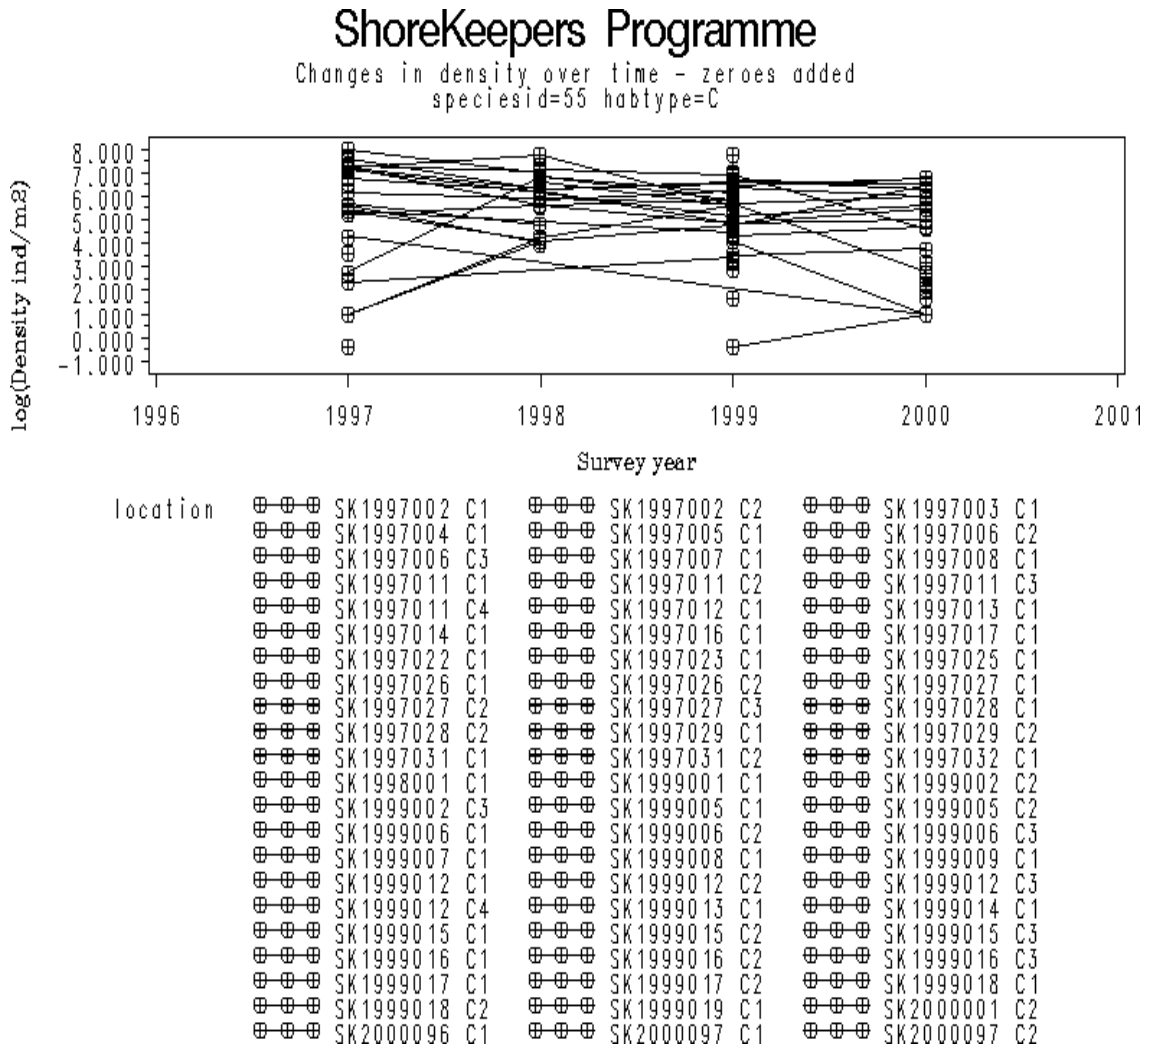 ShoreKeepers Programme
Changes in density over time - zeroes added
speciesid=55 habtype=C
log(Density ind/m2)
8.000
7.000
6.000
5.000
4.000
3.000
2.000
1.000
0.000
-1.000
1996 1997 1998 1999 2000 2001
Survey year
location SK1997002 C1 SK1997002 C2 SK1997003 C1
SK1997004 C1 SK1997005 C1 SK1997006 C2
SK1997006 C3 SK1997007 C1 SK1997008 C1
SK1997011 C1 SK1997011 C2 SK1997011 C3
SK1997011 C4 SK1997012 C1 SK1997013 C1
SK1997014 C1 SK1997016 C1 SK1997017 C1
SK1997022 C1 SK1997023 C1 SK1997025 C1
SK1997026 C1 SK1997026 C2 SK1997027 C1
SK1997027 C2 SK1997027 C3 SK1997028 C1
SK1997028 C2 SK1997029 C1 SK1997029 C2
SK1997031 C1 SK1997031 C2 SK1997032 C1
SK1998001 C1 SK1999001 C1 SK1999002 C2
SK1999002 C3 SK1999005 C1 SK1999005 C2
SK1999006 C1 SK1999006 C2 SK1999006 C3
SK1999007 C1 SK1999008 C1 SK1999009 C1
SK1999012 C1 SK1999012 C2 SK1999012 C3
SK1999012 C4 SK1999013 C1 SK1999014 C1
SK1999015 C1 SK1999015 C2 SK1999015 C3
SK1999016 C1 SK1999016 C2 SK1999016 C3
SK1999017 C1 SK1999017 C2 SK1999018 C1
SK1999018 C2 SK1999019 C1 SK2000001 C2
SK2000096 C1 SK2000097 C1 SK2000097 C2